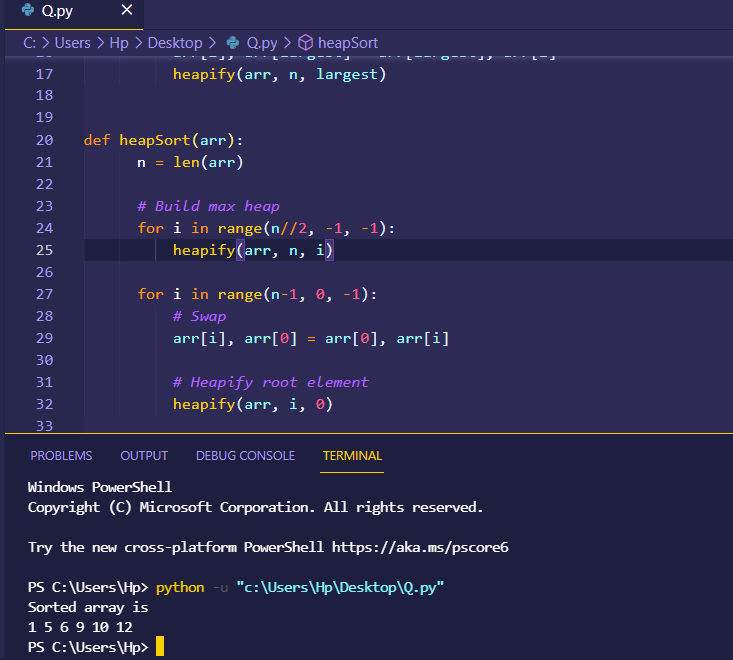 Q.py
C: > Users > Hp > Desktop > Q.py > heapSort
17 heapify(arr, n, largest)
18
19
20 def heapSort(arr):
21 n = len(arr)
22
23 # Build max heap
24 for i in range(n//2, -1, -1):
25 heapify(arr, n, i)
26
27 for i in range(n-1, 0, -1):
28 # Swap
29 arr[i], arr[0] = arr[0], arr[i]
30
31 # Heapify root element
32 heapify(arr, i, 0)
33
PROBLEMS OUTPUT DEBUG CONSOLE TERMINAL
Windows PowerShell
Copyright (C) Microsoft Corporation. All rights reserved.
Try the new cross-platform PowerShell https://aka.ms/pscore6
PS C:\Users\Hp> python -u "c:\Users\Hp\Desktop\Q.py"
Sorted array is
1 5 6 9 10 12
PS C:\Users\Hp>